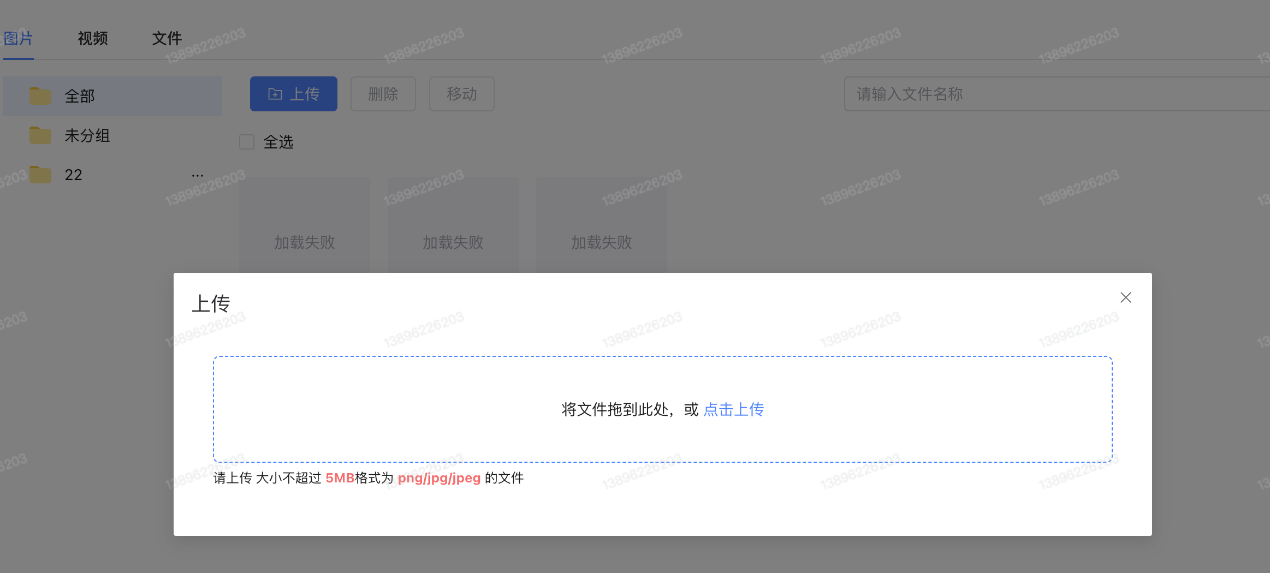 图片 视频 文件
全部
上传 删除 移动 请输入文件名称
未分组
全选
22 ...
加载失败 加载失败 加载失败
上传
将文件拖到此处，或 点击上传
请上传 大小不超过 5MB格式为 png/jpg/jpeg 的文件
13896226203